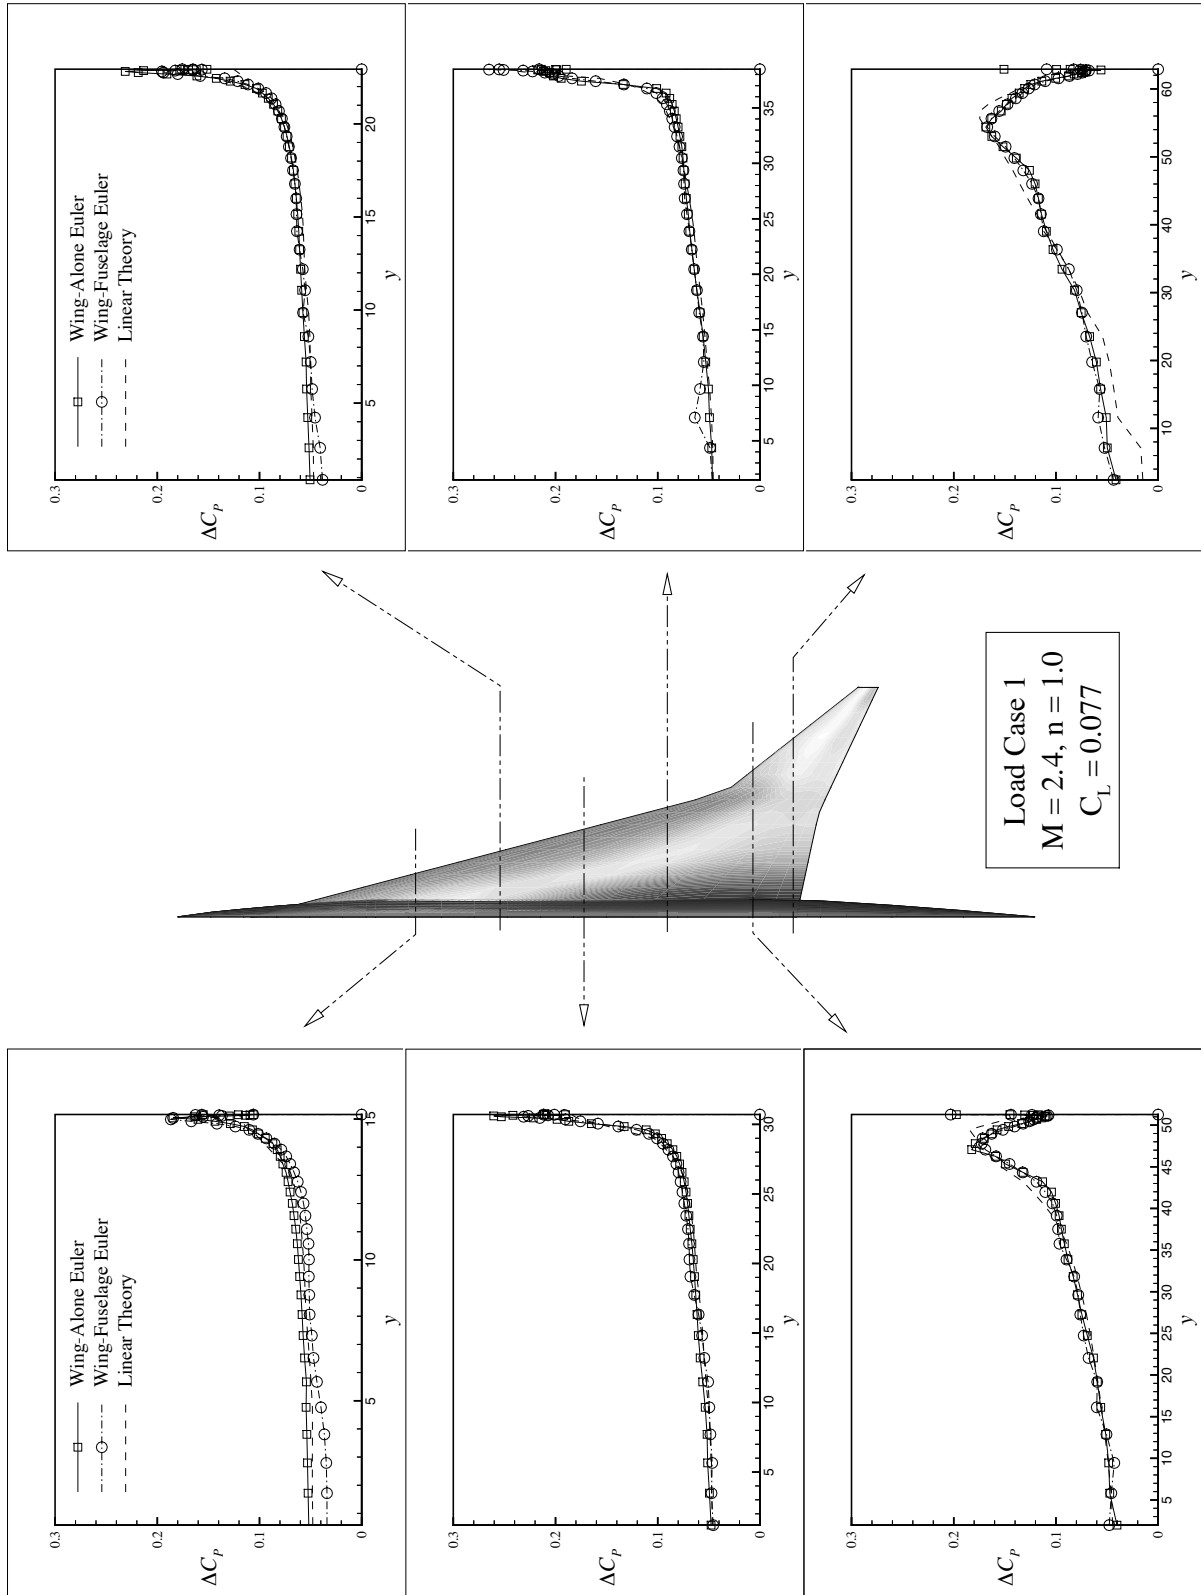 ΔC_P
0.3
0.2
0.1
0
Wing-Alone Euler
Wing-Fuselage Euler
Linear Theory
5 10 15
y
ΔC_P
0.3
0.2
0.1
0
5 10 15 20 25 30
y
ΔC_P
0.3
0.2
0.1
0
5 10 15 20 25 30 35 40 45 50
y
Load Case 1
M = 2.4, n = 1.0
C_L = 0.077
ΔC_P
0.3
0.2
0.1
0
Wing-Alone Euler
Wing-Fuselage Euler
Linear Theory
5 10 15 20
y
ΔC_P
0.3
0.2
0.1
0
5 10 15 20 25 30 35
y
ΔC_P
0.3
0.2
0.1
0
10 20 30 40 50 60
y